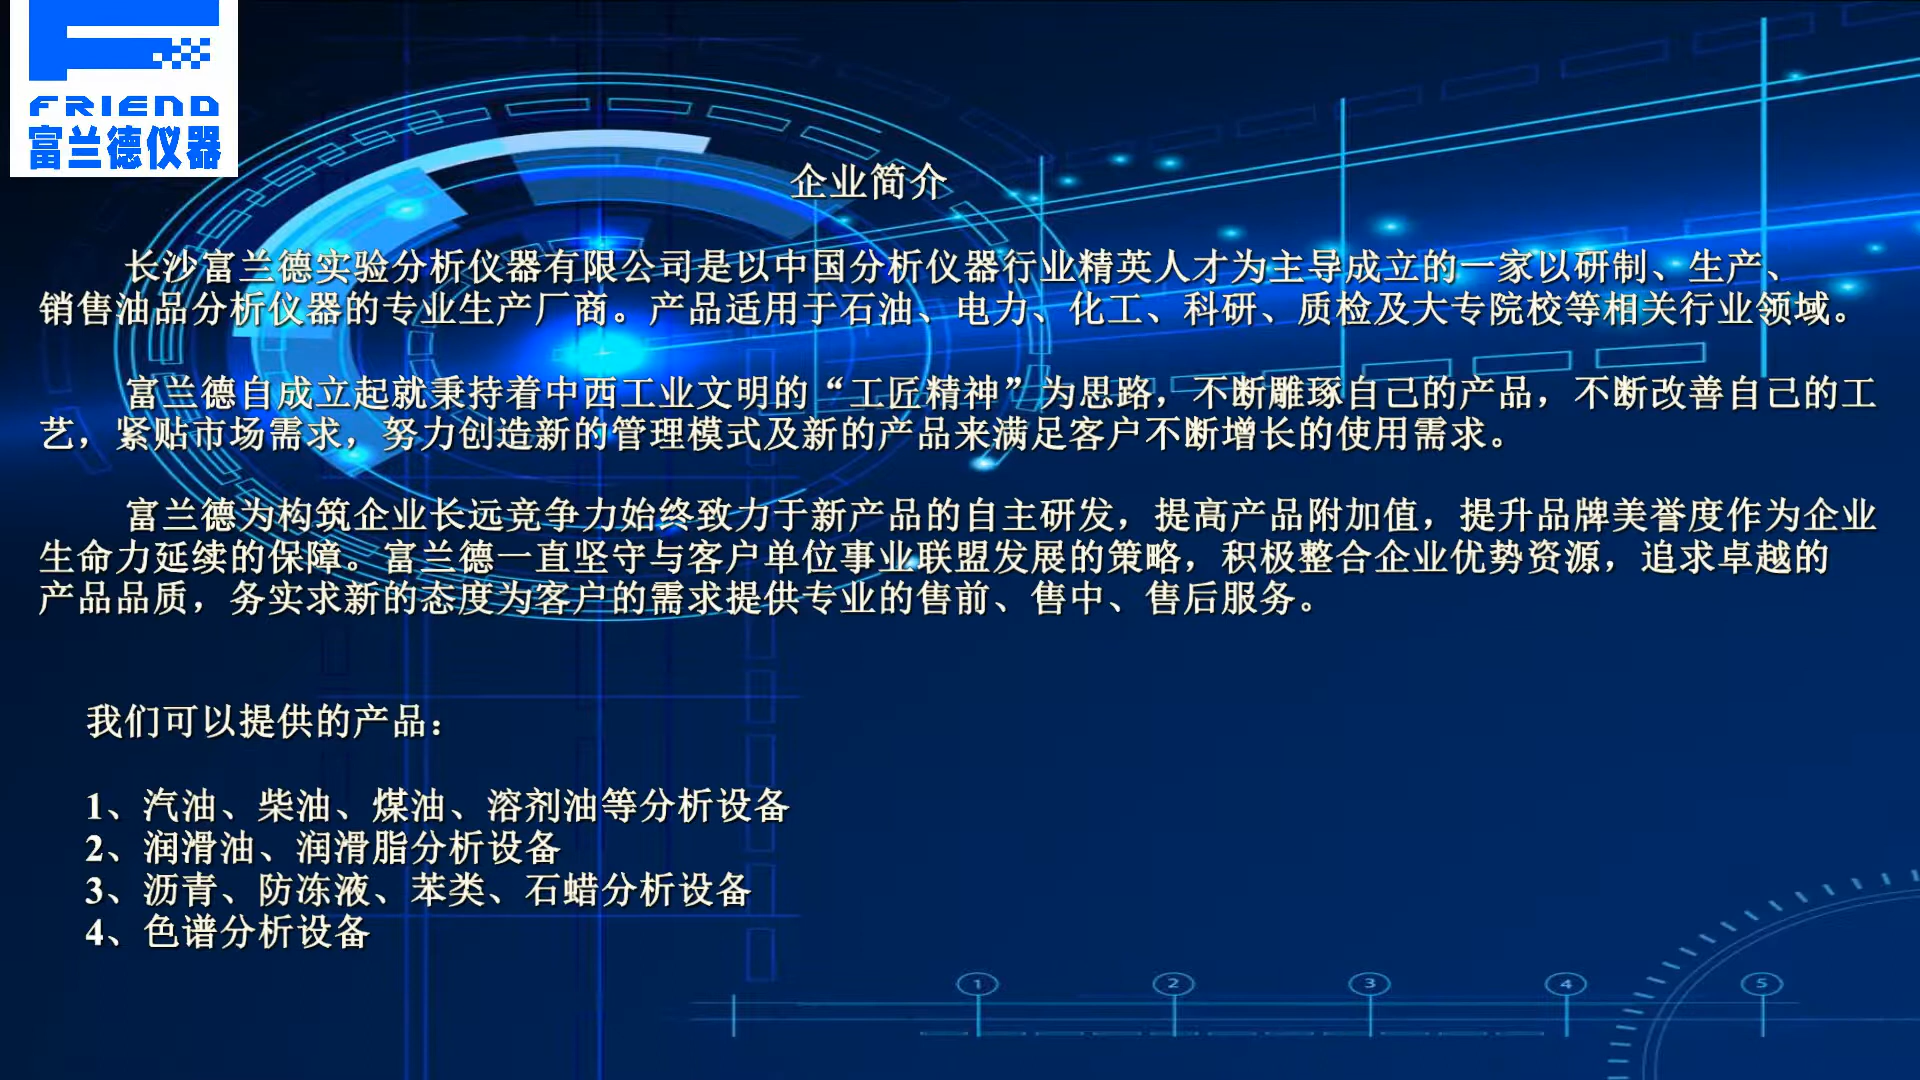 FRIEND
富兰德仪器
企业简介
长沙富兰德实验分析仪器有限公司是以中国分析仪器行业精英人才为主导成立的一家以研制、生产、
销售油品分析仪器的专业生产厂商。产品适用于石油、电力、化工、科研、质检及大专院校等相关行业领域。
富兰德自成立起就秉持着中西工业文明的“工匠精神”为思路，不断雕琢自己的产品，不断改善自己的工
艺，紧贴市场需求，努力创造新的管理模式及新的产品来满足客户不断增长的使用需求。
富兰德为构筑企业长远竞争力始终致力于新产品的自主研发，提高产品附加值，提升品牌美誉度作为企业
生命力延续的保障。富兰德一直坚守与客户单位事业联盟发展的策略，积极整合企业优势资源，追求卓越的
产品品质，务实求新的态度为客户的需求提供专业的售前、售中、售后服务。
我们可以提供的产品：
1、汽油、柴油、煤油、溶剂油等分析设备
2、润滑油、润滑脂分析设备
3、沥青、防冻液、苯类、石蜡分析设备
4、色谱分析设备
1 2 3 4 5